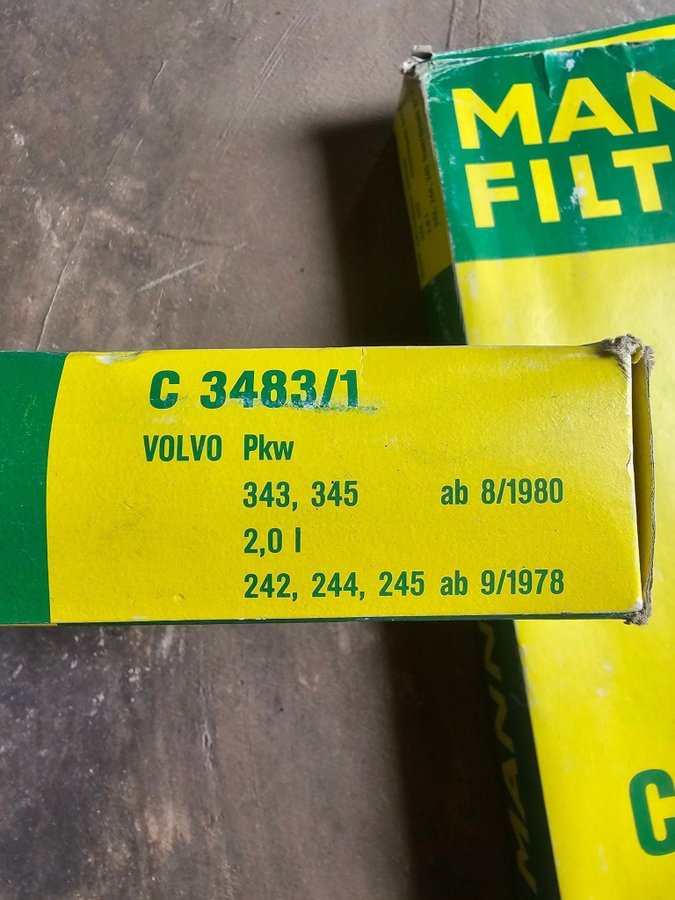 MAN
FILT
C 3483/1
VOLVO Pkw
343, 345 ab 8/1980
2,0 l
242, 244, 245 ab 9/1978
MANN
C